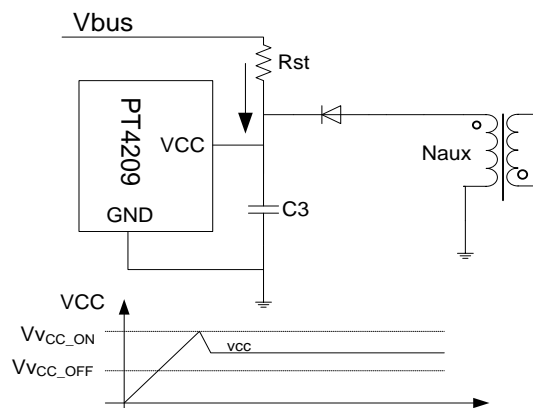 Vbus
Rst
PT4209
VCC
Naux
C3
GND
VCC
VvCC_ON
vcc
VvCC_OFF